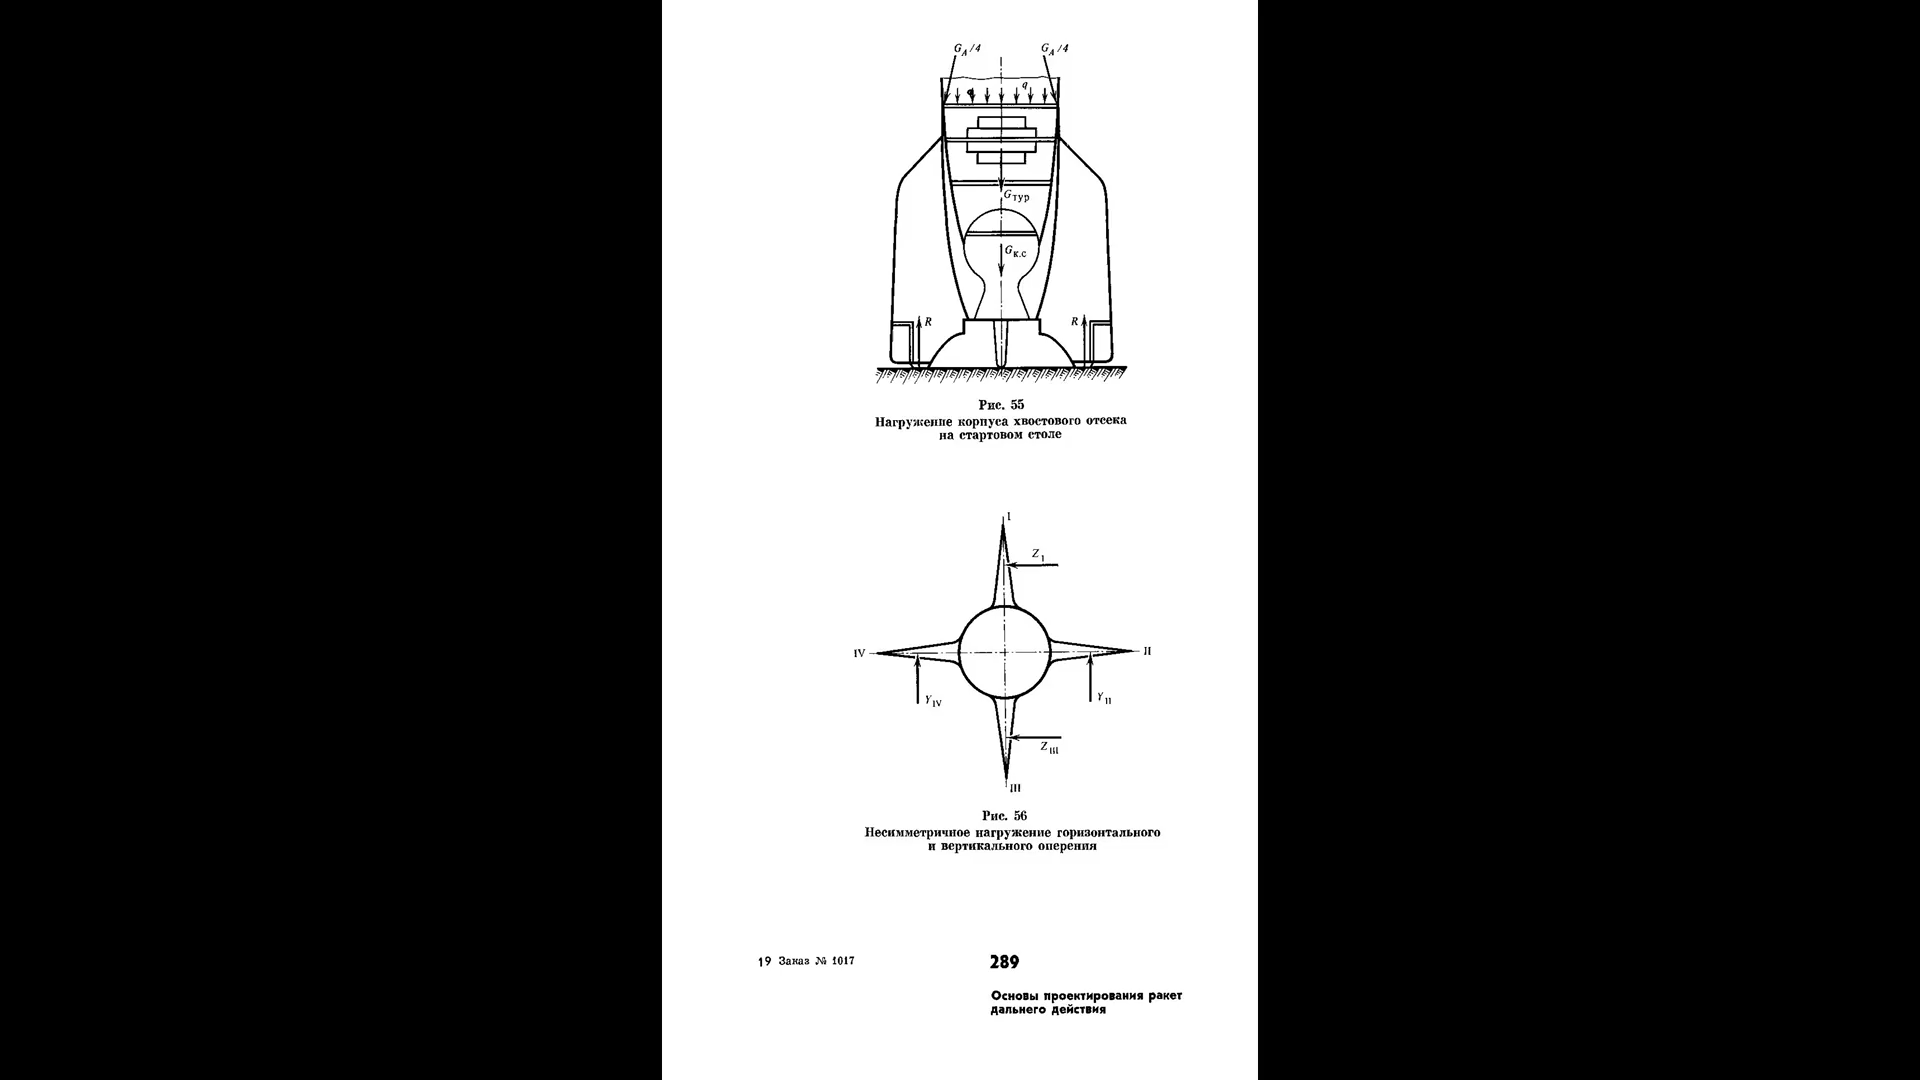 G_A/4 G_A/4
q
G_тур
G_к.с
R R
Рис. 55
Нагружение корпуса хвостового отсека
на стартовом столе
I
Z_I
IV II
Y_IV Y_II
Z_III
III
Рис. 56
Несимметричное нагружение горизонтального
и вертикального оперения
19 Заказ № 1017
289
Основы проектирования ракет
дальнего действия